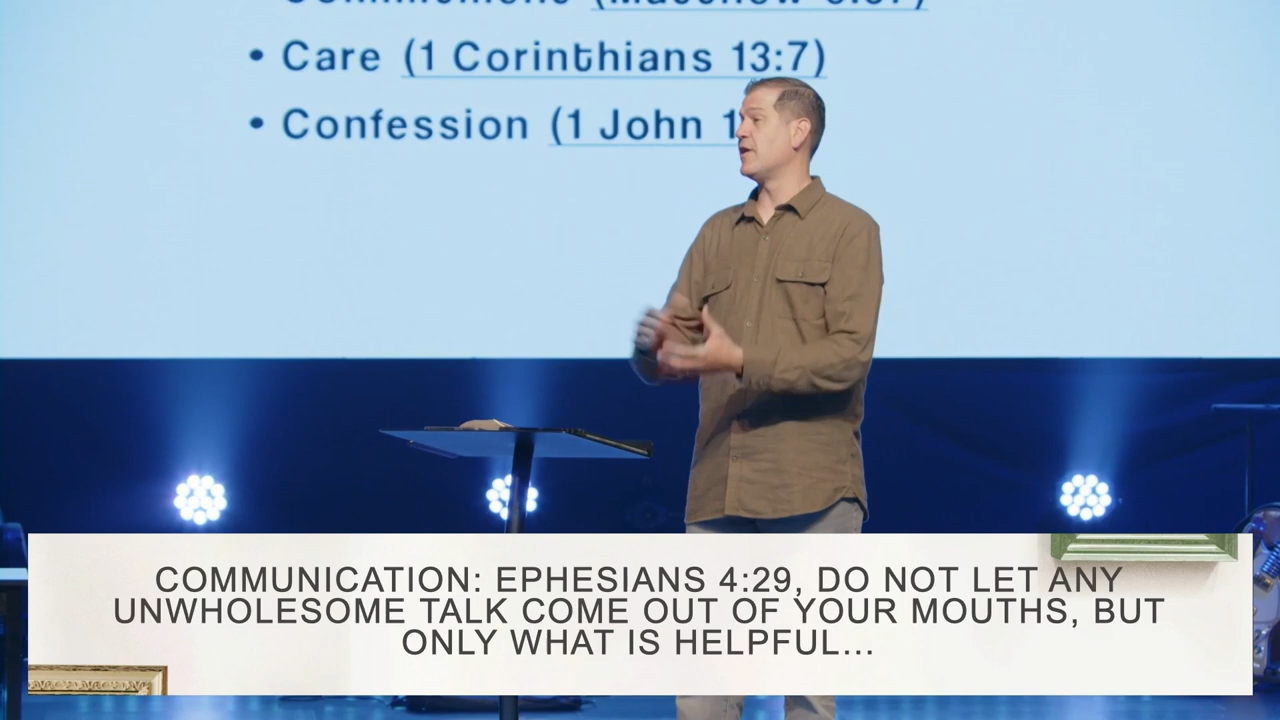 • Care (1 Corinthians 13:7)
• Confession (1 John 1
COMMUNICATION: EPHESIANS 4:29, DO NOT LET ANY
UNWHOLESOME TALK COME OUT OF YOUR MOUTHS, BUT
ONLY WHAT IS HELPFUL...